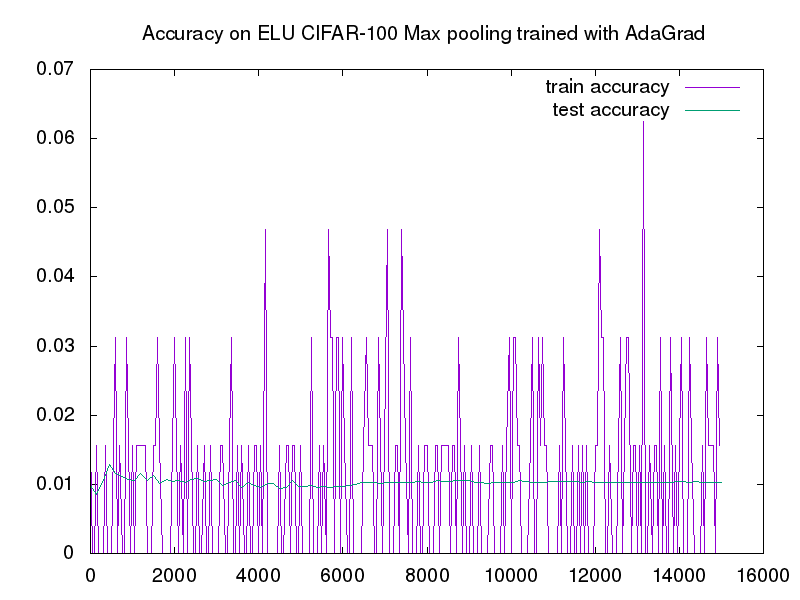 Accuracy on ELU CIFAR-100 Max pooling trained with AdaGrad
0.07
train accuracy
test accuracy
0.06
0.05
0.04
0.03
0.02
0.01
0
0 2000 4000 6000 8000 10000 12000 14000 16000